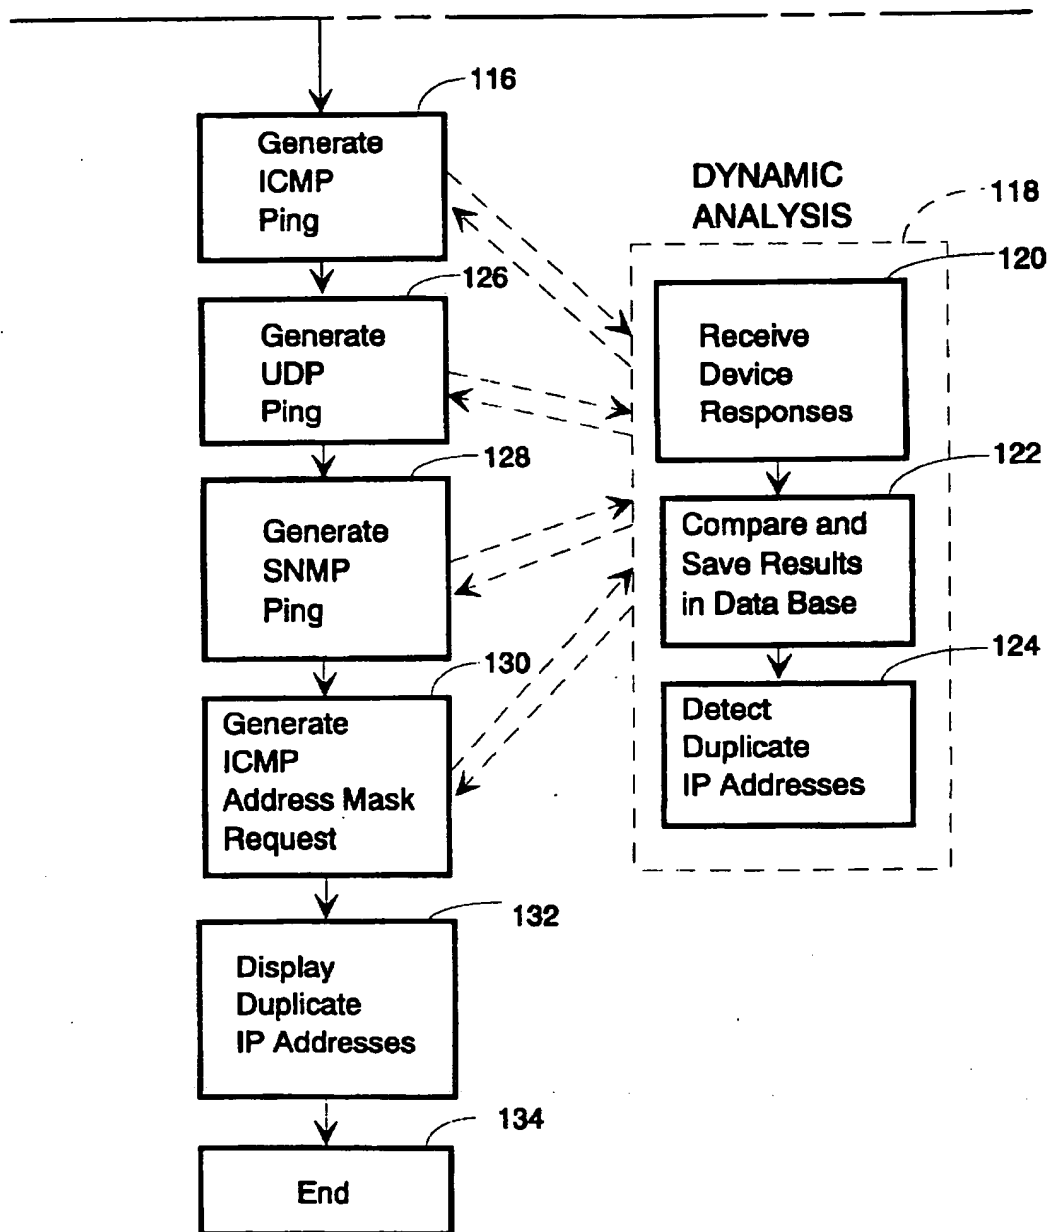 116
Generate
ICMP
Ping
126
Generate
UDP
Ping
128
Generate
SNMP
Ping
130
Generate
ICMP
Address Mask
Request
132
Display
Duplicate
IP Addresses
134
End
DYNAMIC
ANALYSIS
118
120
Receive
Device
Responses
122
Compare and
Save Results
in Data Base
124
Detect
Duplicate
IP Addresses